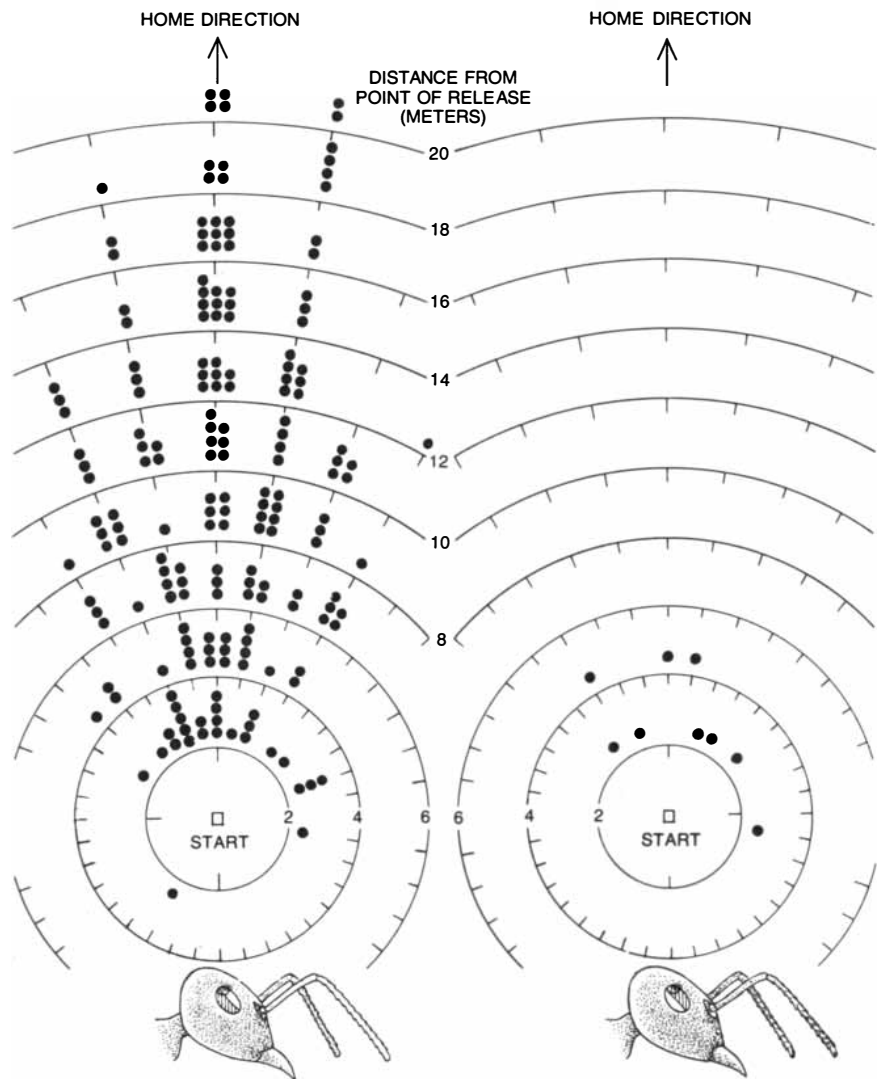 HOME DIRECTION
HOME DIRECTION
DISTANCE FROM
POINT OF RELEASE
(METERS)
20
18
16
14
12
10
8
2 4 6 6 4 2
START START